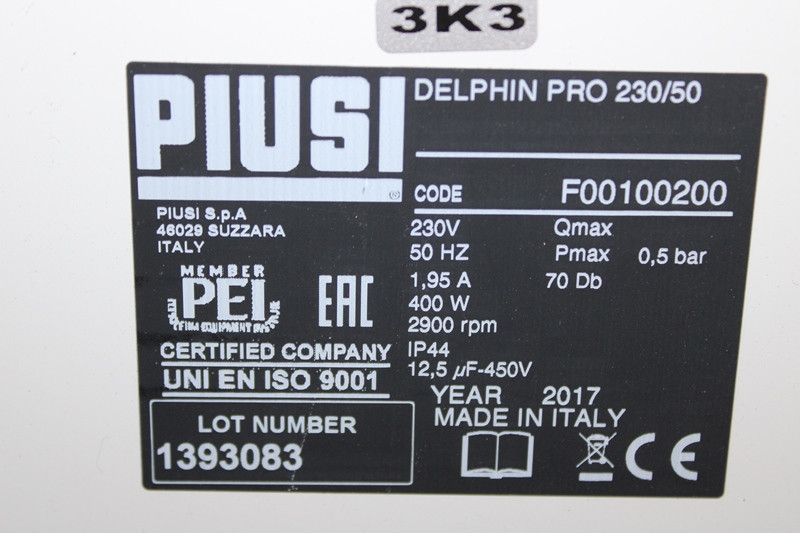 3K3
PIUSI
DELPHIN PRO 230/50
CODE F00100200
PIUSI S.p.A
46029 SUZZARA
ITALY
MEMBER
PEI
EAC
CERTIFIED COMPANY
UNI EN ISO 9001
LOT NUMBER
1393083
230V Qmax
50 HZ Pmax 0,5 bar
1,95 A 70 Db
400 W
2900 rpm
IP44
12,5 µF-450V
YEAR 2017
MADE IN ITALY
CE